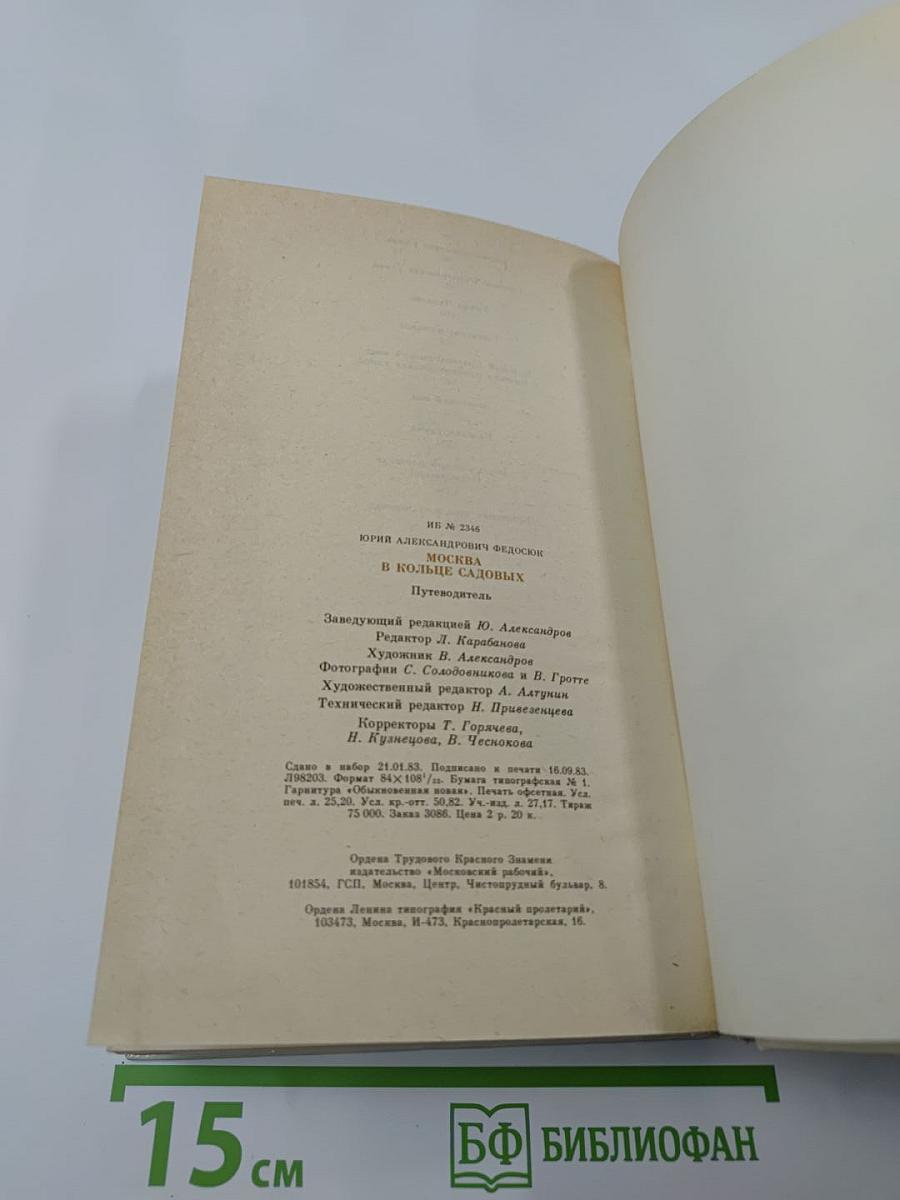 ИБ № 2346
ЮРИЙ АЛЕКСАНДРОВИЧ ФЕДОСЮК
МОСКВА
В КОЛЬЦЕ САДОВЫХ
Путеводитель
Заведующий редакцией Ю. Александров
Редактор Л. Карабанова
Художник В. Александров
Фотографии С. Солодовникова и В. Гротте
Художественный редактор А. Алтунин
Технический редактор Н. Привезенцева
Корректоры Т. Горячева,
Н. Кузнецова, В. Чеснокова
Сдано в набор 21.01.83. Подписано к печати 16.09.83.
Л98203. Формат 84×108¹/₃₂. Бумага типографская № 1.
Гарнитура «Обыкновенная новая». Печать офсетная. Усл.
печ. л. 25,20. Усл. кр.-отт. 50,82. Уч.-изд. л. 27,17. Тираж
75 000. Заказ 3086. Цена 2 р. 20 к.
Ордена Трудового Красного Знамени
издательство «Московский рабочий»,
101854, ГСП, Москва, Центр, Чистопрудный бульвар, 8.
Ордена Ленина типография «Красный пролетарий»,
103473, Москва, И-473, Краснопролетарская, 16.
15 см
БФ БИБЛИОФАН